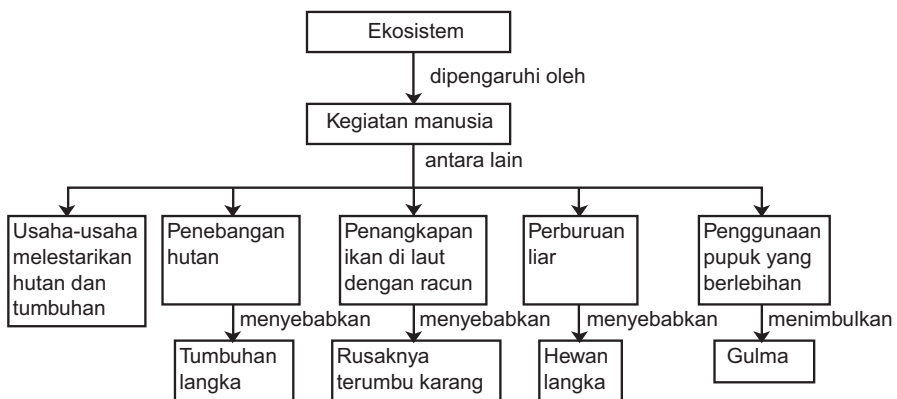 Ekosistem
dipengaruhi oleh
Kegiatan manusia
antara lain
Usaha-usaha
melestarikan
hutan dan
tumbuhan
Penebangan
hutan
Penangkapan
ikan di laut
dengan racun
Perburuan
liar
Penggunaan
pupuk yang
berlebihan
menyebabkan
menyebabkan
menyebabkan
menimbulkan
Tumbuhan
langka
Rusaknya
terumbu karang
Hewan
langka
Gulma